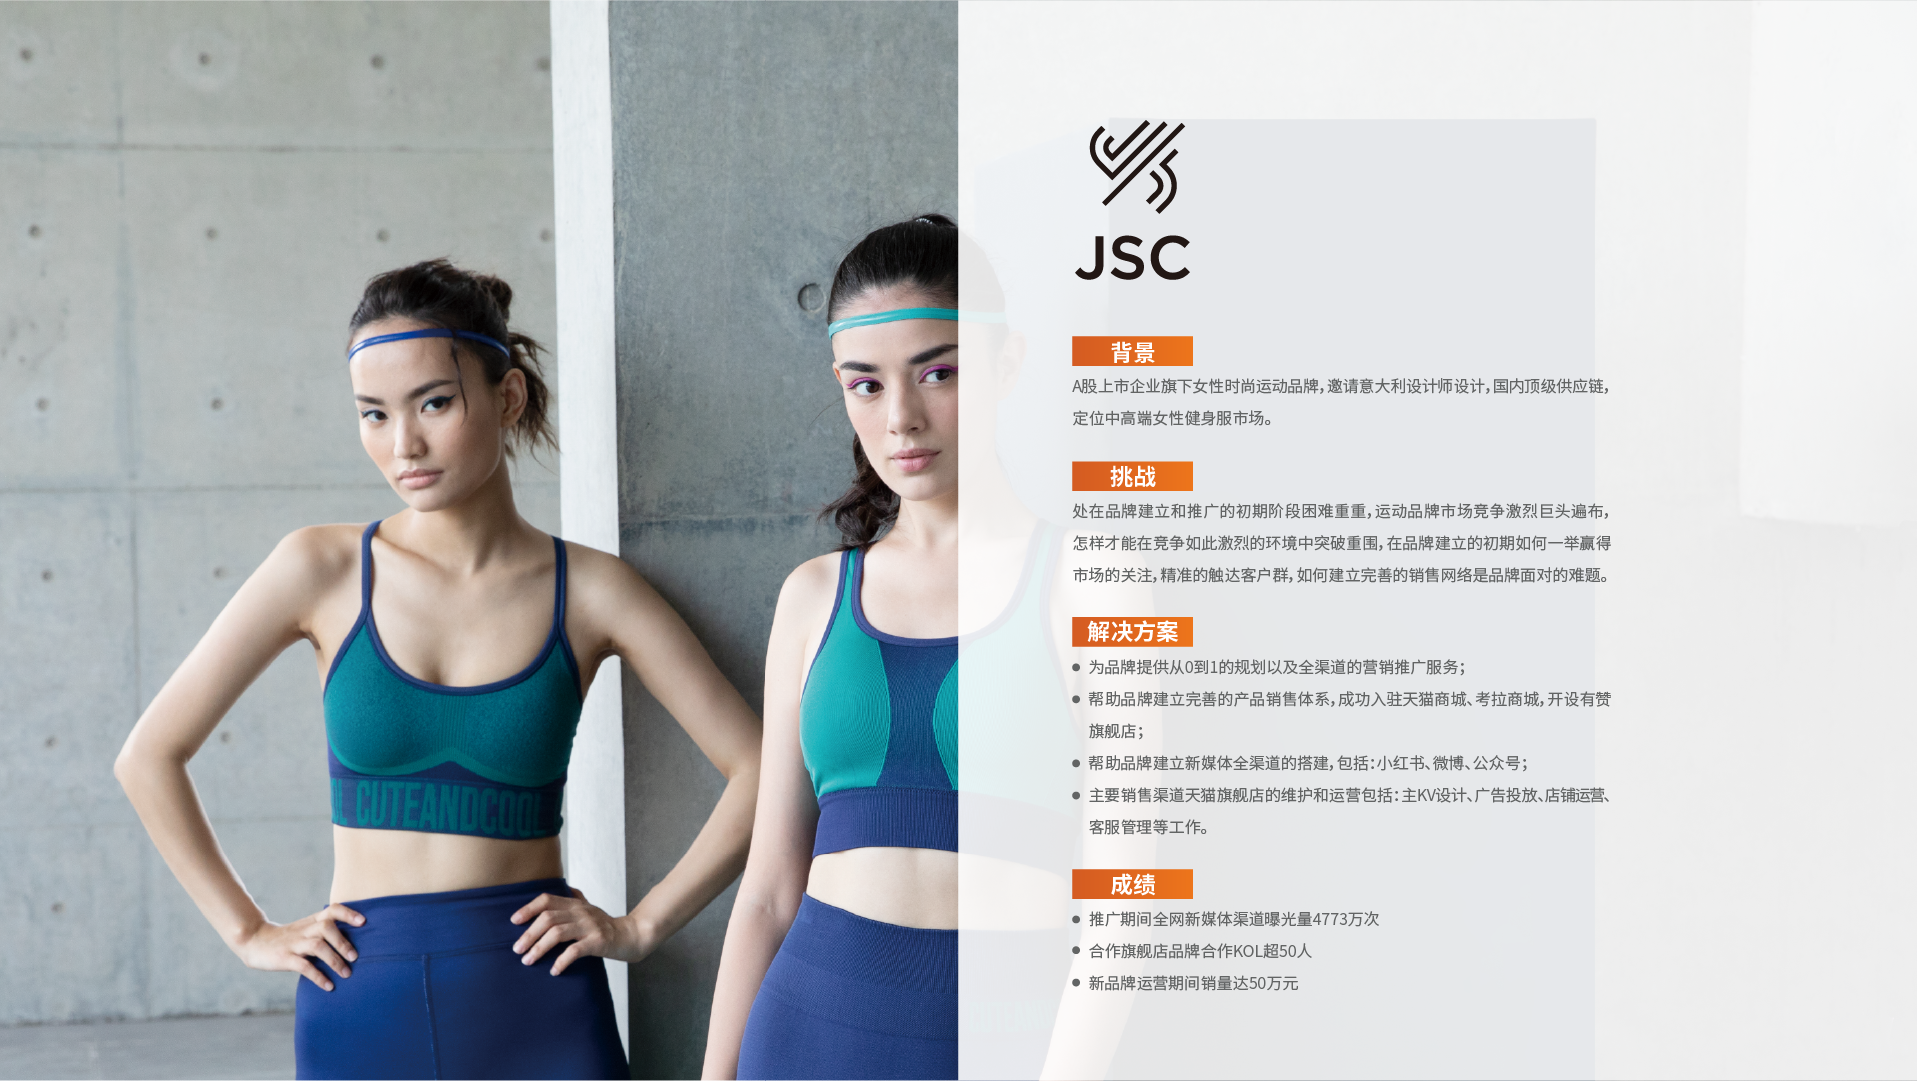 JSC
背景
A股上市企业旗下女性时尚运动品牌，邀请意大利设计师设计，国内顶级供应链，
定位中高端女性健身服市场。
挑战
处在品牌建立和推广的初期阶段困难重重，运动品牌市场竞争激烈巨头遍布，
怎样才能在竞争如此激烈的环境中突破重围，在品牌建立的初期如何一举赢得
市场的关注，精准的触达客户群，如何建立完善的销售网络是品牌面对的难题。
解决方案
● 为品牌提供从0到1的规划以及全渠道的营销推广服务；
● 帮助品牌建立完善的产品销售体系，成功入驻天猫商城、考拉商城，开设有赞
旗舰店；
● 帮助品牌建立新媒体全渠道的搭建，包括：小红书、微博、公众号；
● 主要销售渠道天猫旗舰店的维护和运营包括：主KV设计、广告投放、店铺运营、
客服管理等工作。
成绩
● 推广期间全网新媒体渠道曝光量4773万次
● 合作旗舰店品牌合作KOL超50人
● 新品牌运营期间销量达50万元
CUTEANDCOOL